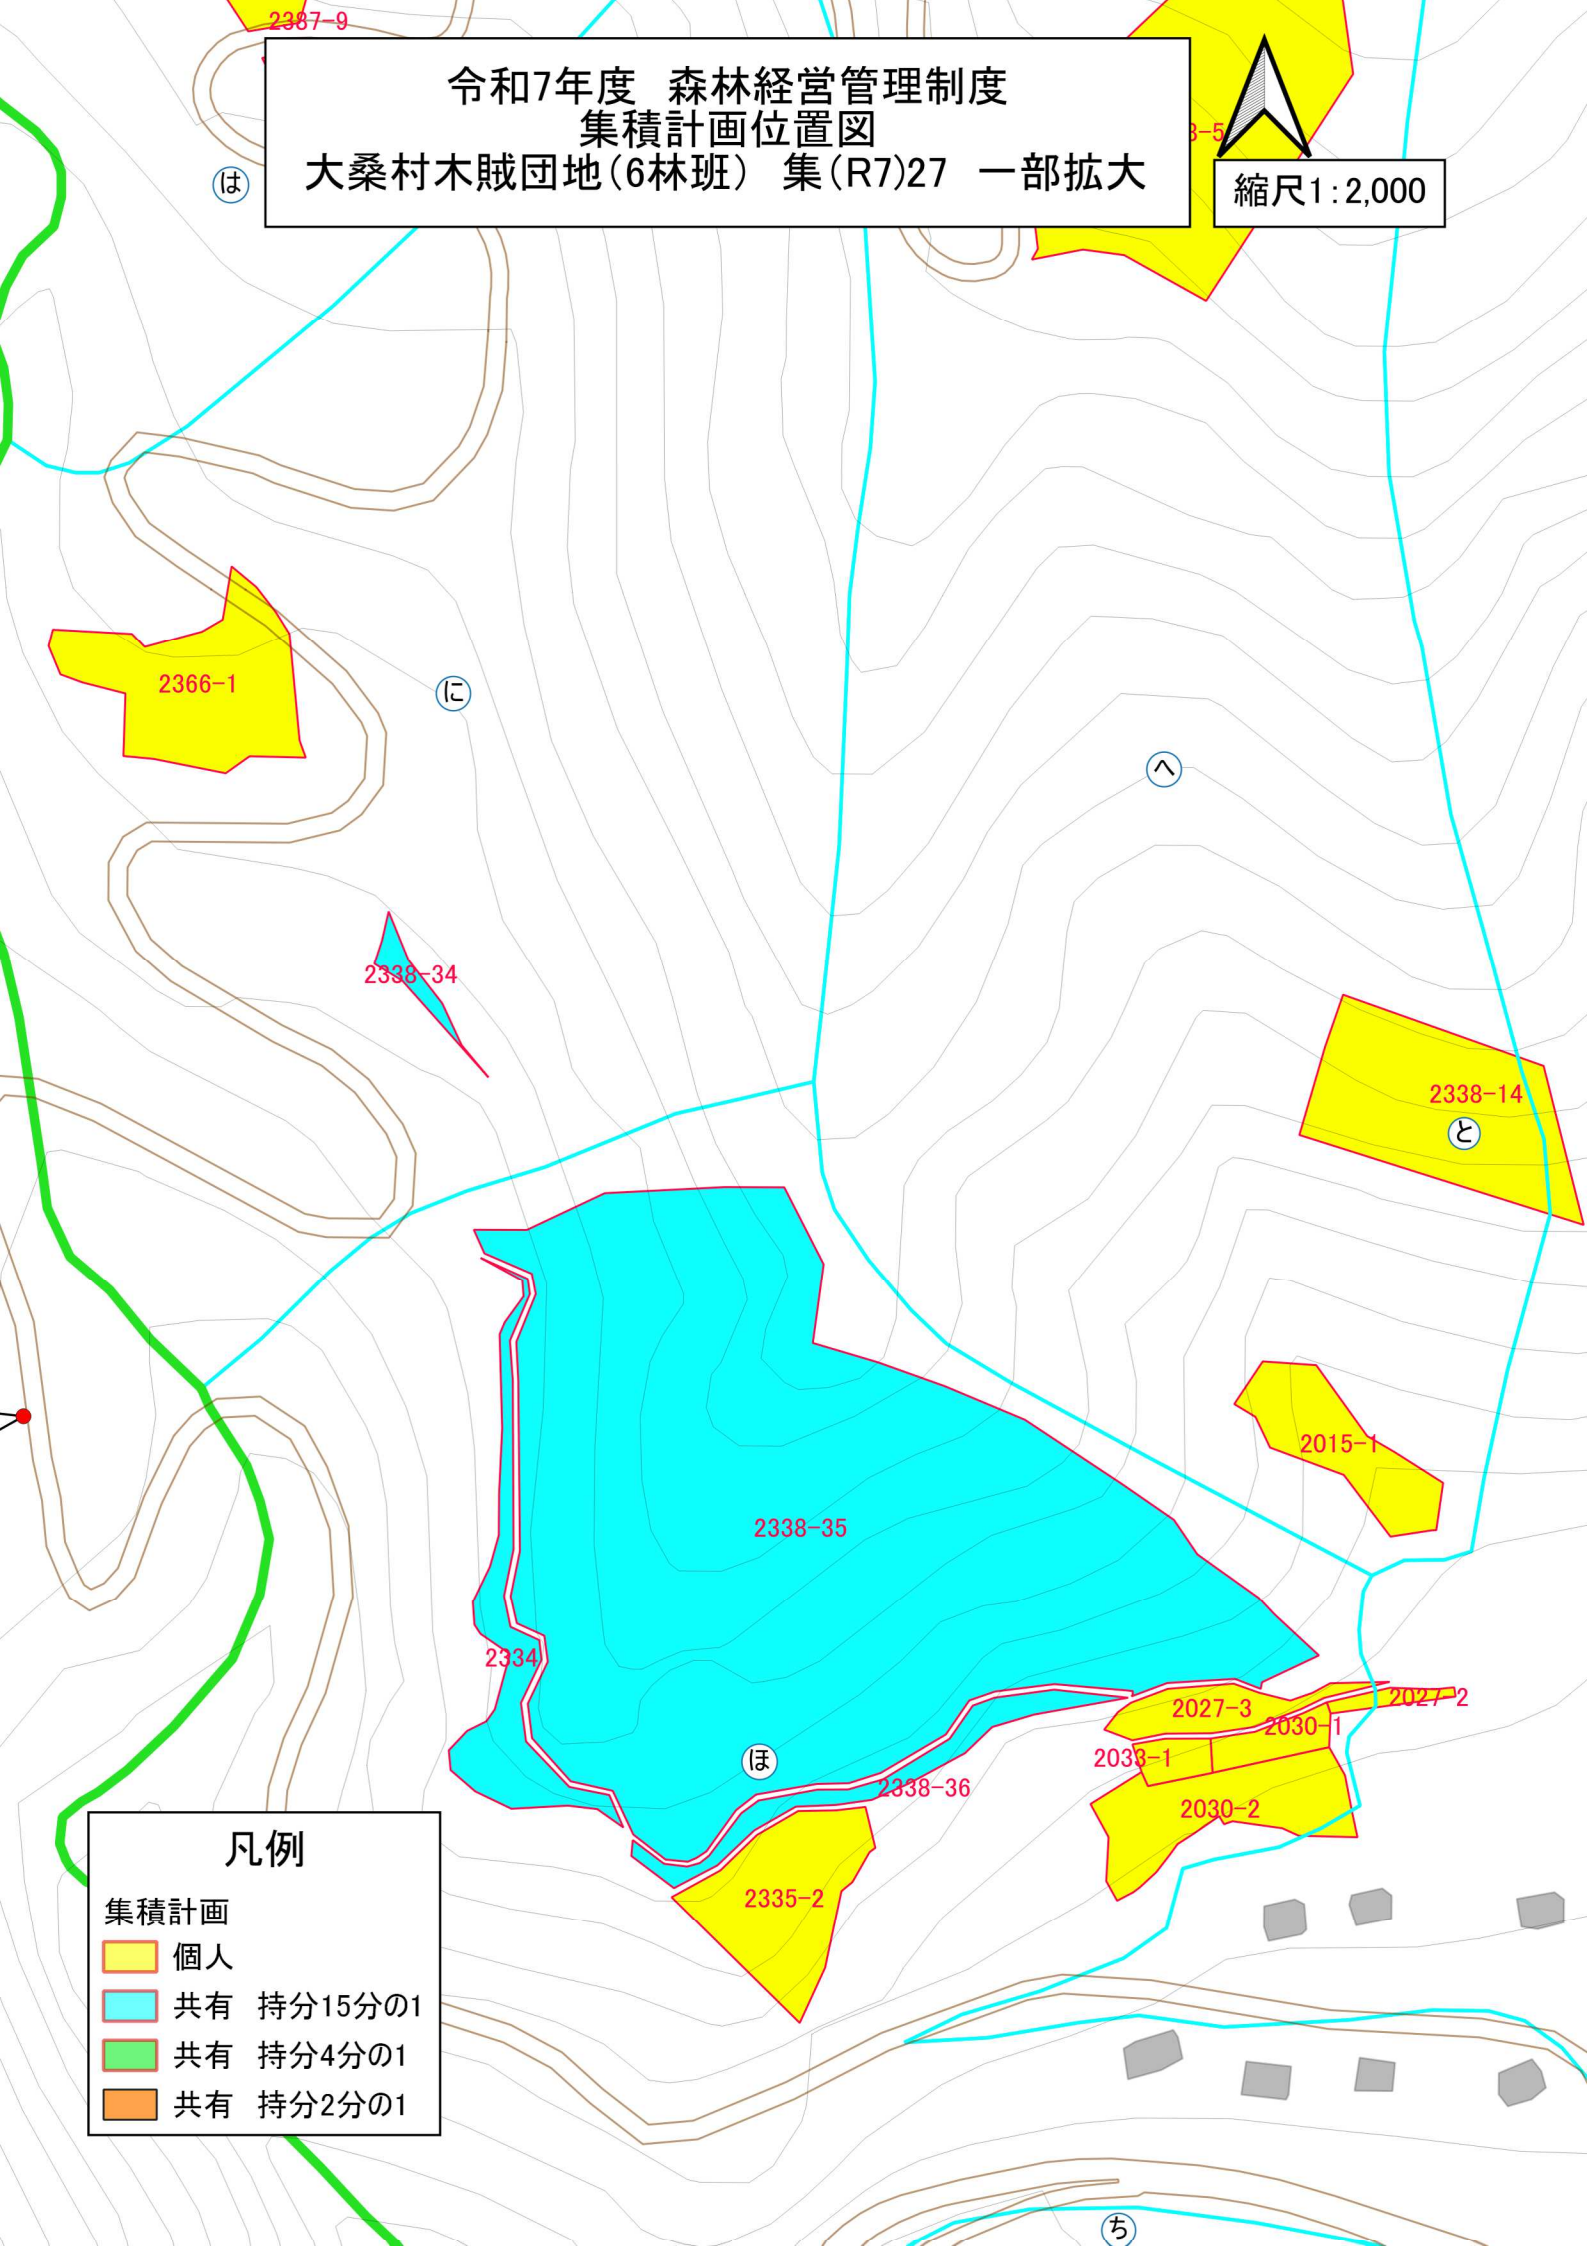 2387-9
令和7年度　森林経営管理制度
集積計画位置図
大桑村木賊団地(6林班)　集(R7)27　一部拡大
3-5
縮尺1:2,000
は
2366-1
に
へ
2338-34
2338-14
と
2015-1
2338-35
2334
2027-2
2027-3
2030-1
2033-1
ほ
2338-36
2030-2
2335-2
凡例
集積計画
個人
共有　持分15分の1
共有　持分4分の1
共有　持分2分の1
ち